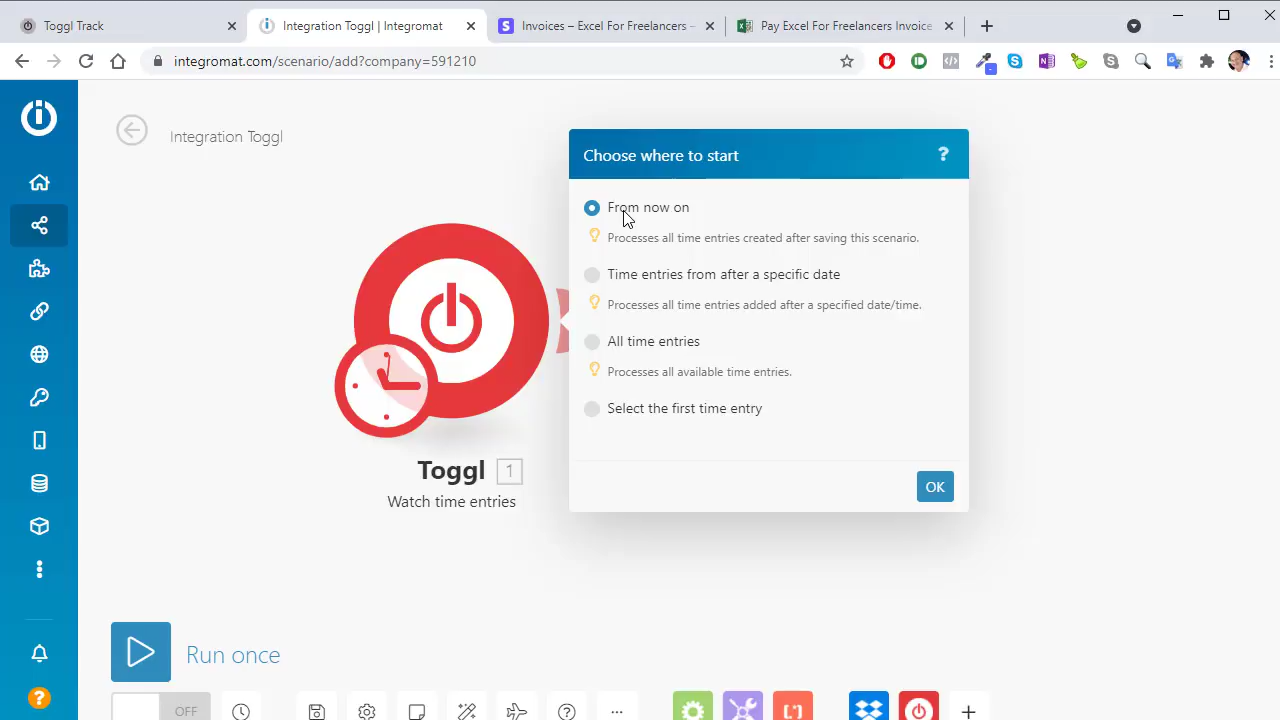 Toggl Track
Integration Toggl | Integromat
Invoices – Excel For Freelancers –
Pay Excel For Freelancers Invoice
integromat.com/scenario/add?company=591210
Integration Toggl
Choose where to start
?
From now on
Processes all time entries created after saving this scenario.
Time entries from after a specific date
Processes all time entries added after a specified date/time.
All time entries
Processes all available time entries.
Select the first time entry
OK
Toggl 1
Watch time entries
Run once
OFF